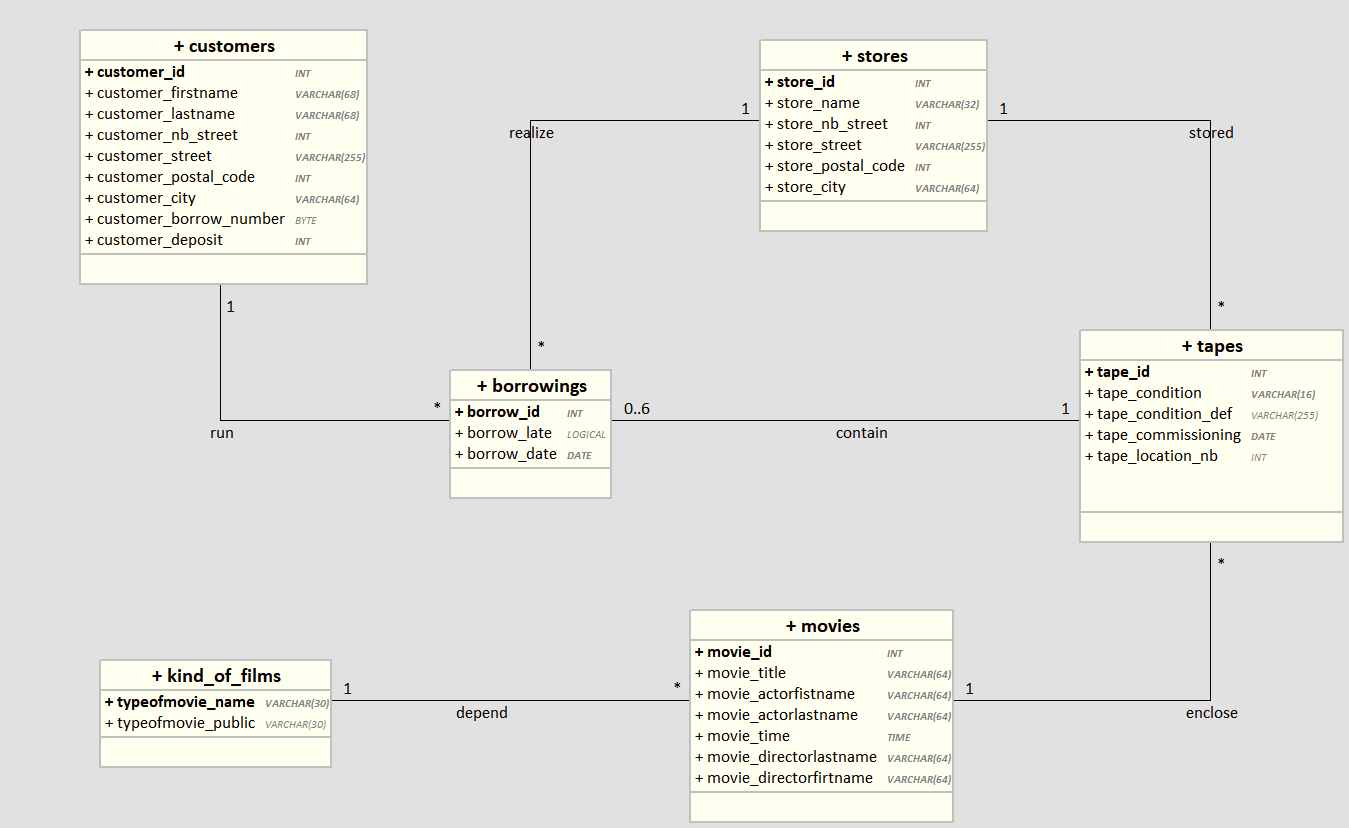 + customers
+ customer_id INT
+ customer_firstname VARCHAR(68)
+ customer_lastname VARCHAR(68)
+ customer_nb_street INT
+ customer_street VARCHAR(255)
+ customer_postal_code INT
+ customer_city VARCHAR(64)
+ customer_borrow_number BYTE
+ customer_deposit INT
+ stores
+ store_id INT
+ store_name VARCHAR(32)
+ store_nb_street INT
+ store_street VARCHAR(255)
+ store_postal_code INT
+ store_city VARCHAR(64)
1
realize
*
1
stored
*
1
run
*
+ borrowings
+ borrow_id INT
+ borrow_late LOGICAL
+ borrow_date DATE
0..6
contain
1
+ tapes
+ tape_id INT
+ tape_condition VARCHAR(16)
+ tape_condition_def VARCHAR(255)
+ tape_commissioning DATE
+ tape_location_nb INT
*
enclose
1
+ movies
+ movie_id INT
+ movie_title VARCHAR(64)
+ movie_actorfistname VARCHAR(64)
+ movie_actorlastname VARCHAR(64)
+ movie_time TIME
+ movie_directorlastname VARCHAR(64)
+ movie_directorfirtname VARCHAR(64)
*
depend
1
+ kind_of_films
+ typeofmovie_name VARCHAR(30)
+ typeofmovie_public VARCHAR(30)